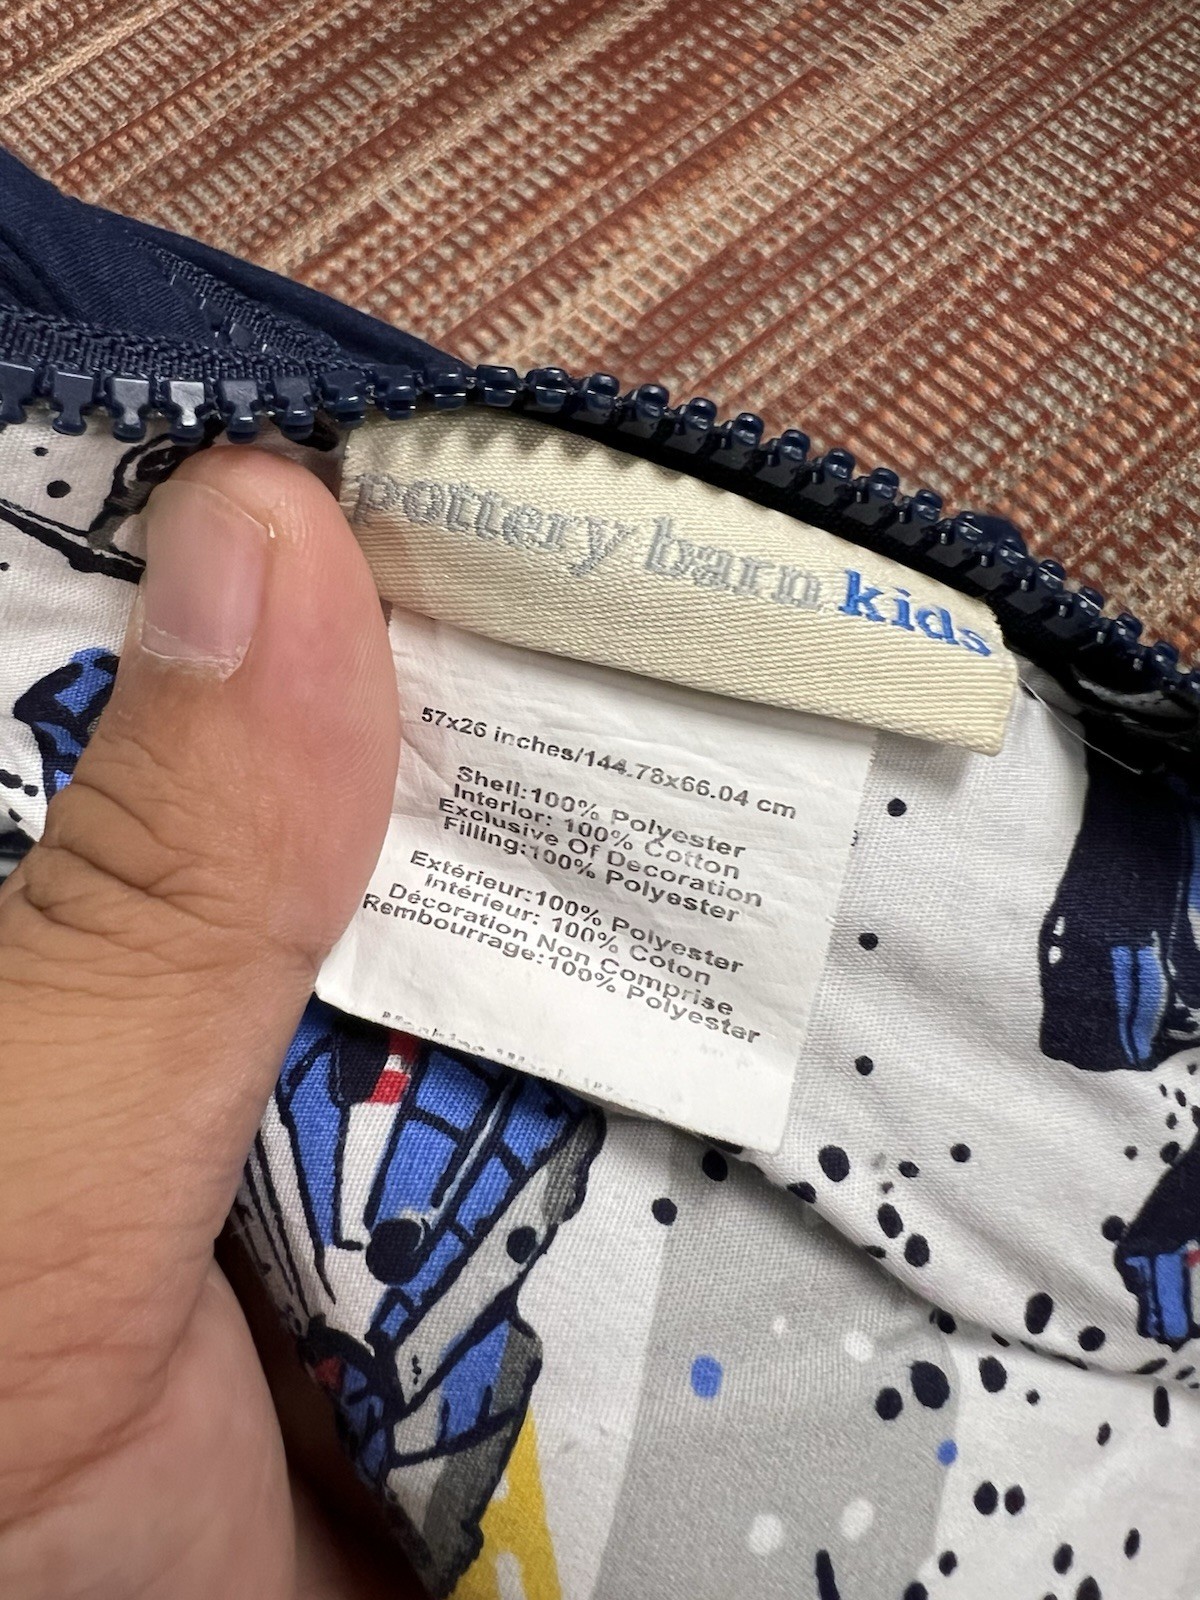 pottery barn kids
57x26 inches/144.78x66.04 cm
Shell:100% Polyester
Interior: 100% Cotton
Exclusive Of Decoration
Filling:100% Polyester
Extérieur:100% Polyester
Intérieur: 100% Coton
Décoration Non Comprise
Rembourrage:100% Polyester